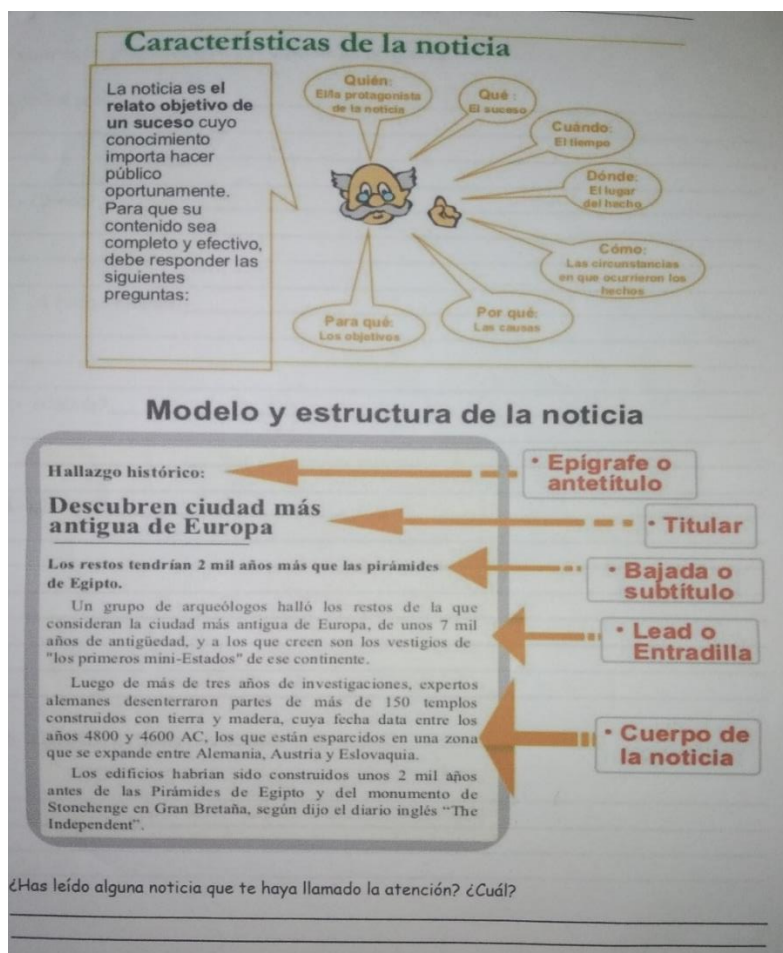 Características de la noticia
La noticia es el
relato objetivo de
un suceso cuyo
conocimiento
importa hacer
público
oportunamente.
Para que su
contenido sea
completo y efectivo,
debe responder las
siguientes
preguntas:
Quién:
El/la protagonista
de la noticia
Qué :
El suceso
Cuándo:
El tiempo
Dónde:
El lugar
del hecho
Cómo:
Las circunstancias
en que ocurrieron los
hechos
Por qué:
Las causas
Para qué:
Los objetivos
Modelo y estructura de la noticia
Hallazgo histórico:
• Epígrafe o
antetítulo
Descubren ciudad más
antigua de Europa
• Titular
Los restos tendrían 2 mil años más que las pirámides
de Egipto.
• Bajada o
subtítulo
Un grupo de arqueólogos halló los restos de la que
consideran la ciudad más antigua de Europa, de unos 7 mil
años de antigüedad, y a los que creen son los vestigios de
"los primeros mini-Estados" de ese continente.
• Lead o
Entradilla
Luego de más de tres años de investigaciones, expertos
alemanes desenterraron partes de más de 150 templos
construidos con tierra y madera, cuya fecha data entre los
años 4800 y 4600 AC, los que están esparcidos en una zona
que se expande entre Alemania, Austria y Eslovaquia.
Los edificios habrían sido construidos unos 2 mil años
antes de las Pirámides de Egipto y del monumento de
Stonehenge en Gran Bretaña, según dijo el diario inglés “The
Independent”.
• Cuerpo de
la noticia
¿Has leído alguna noticia que te haya llamado la atención? ¿Cuál?